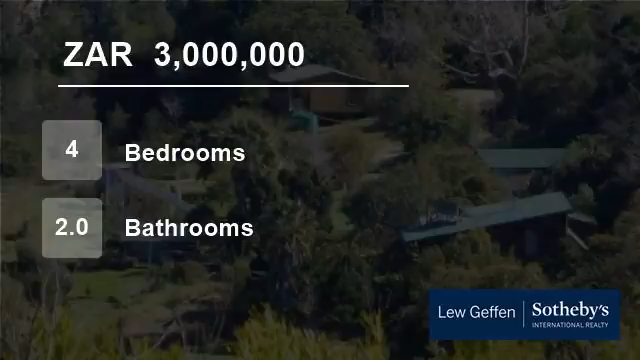 ZAR 3,000,000
4
Bedrooms
2.0
Bathrooms
Lew Geffen
Sotheby's
INTERNATIONAL REALTY